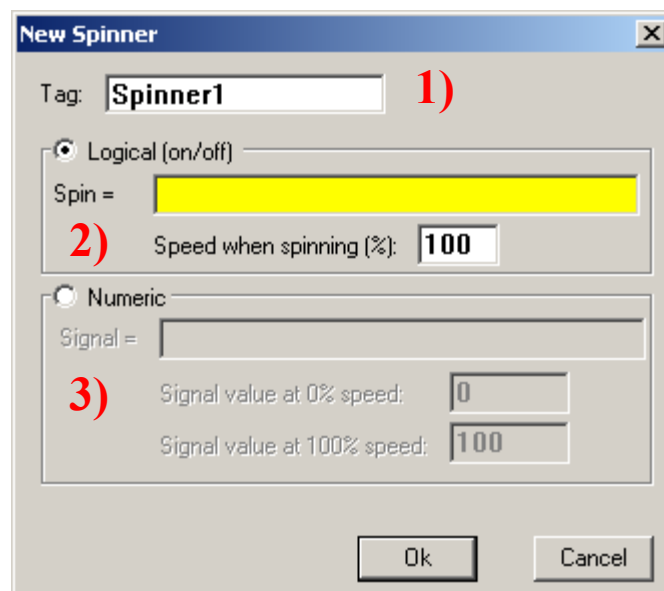 New Spinner
Tag: Spinner1 1)
Logical (on/off)
Spin =
2) Speed when spinning (%): 100
Numeric
Signal =
3) Signal value at 0% speed: 0
Signal value at 100% speed: 100
Ok Cancel